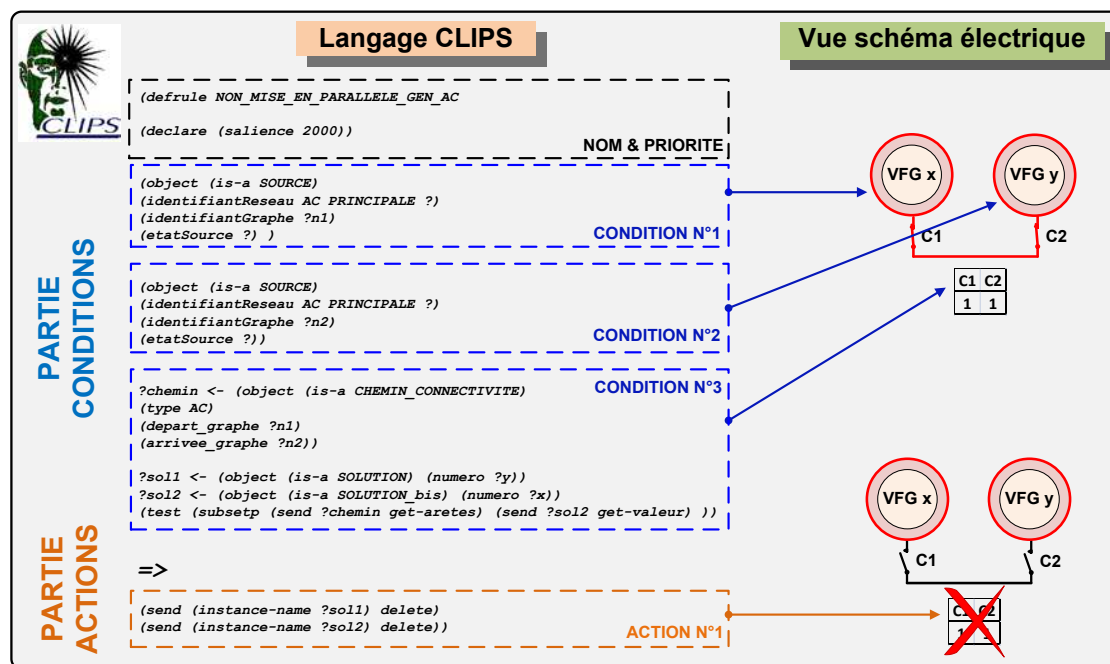 Langage CLIPS
Vue schéma électrique
CLIPS
(defrule NON_MISE_EN_PARALLELE_GEN_AC
(declare (salience 2000))
NOM & PRIORITE
PARTIE
CONDITIONS
(object (is-a SOURCE)
(identifiantReseau AC PRINCIPALE ?)
(identifiantGraphe ?n1)
(etatSource ?) )
CONDITION N°1
(object (is-a SOURCE)
(identifiantReseau AC PRINCIPALE ?)
(identifiantGraphe ?n2)
(etatSource ?))
CONDITION N°2
CONDITION N°3
?chemin <- (object (is-a CHEMIN_CONNECTIVITE)
(type AC)
(depart_graphe ?n1)
(arrivee_graphe ?n2))
?sol1 <- (object (is-a SOLUTION) (numero ?y))
?sol2 <- (object (is-a SOLUTION_bis) (numero ?x))
(test (subsetp (send ?chemin get-aretes) (send ?sol2 get-valeur) ))
VFG x
VFG y
C1
C2
C1 C2
1 1
PARTIE
ACTIONS
=>
(send (instance-name ?sol1) delete)
(send (instance-name ?sol2) delete))
ACTION N°1
VFG x
VFG y
C1
C2
C1 C2
1 1